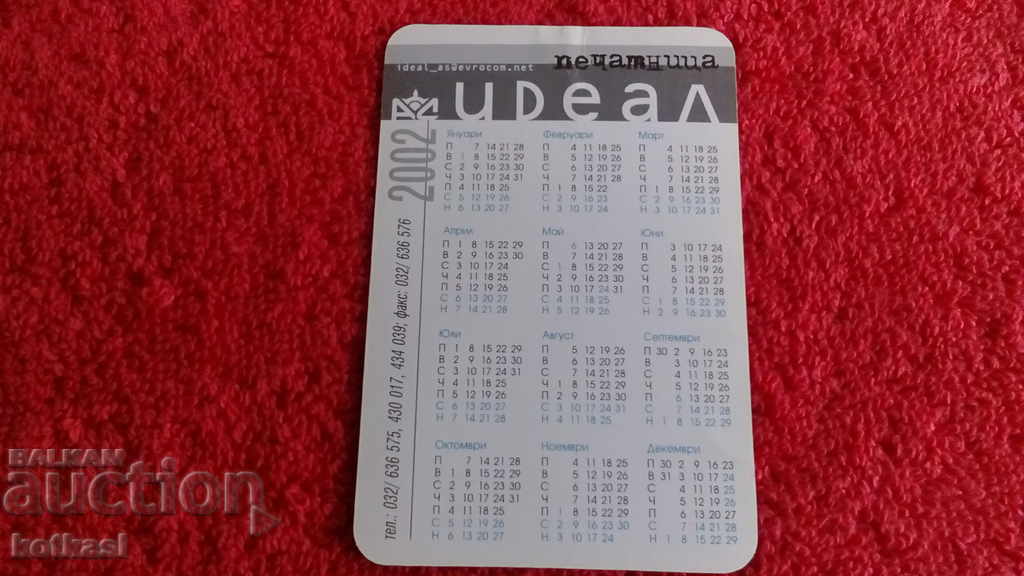 печатница
ideal_as@evrocom.net
идеал
2002
тел.: 032/ 636 575, 430 017, 434 039; факс: 032/ 636 576
Януари
П 7 14 21 28
В 1 8 15 22 29
С 2 9 16 23 30
Ч 3 10 17 24 31
П 4 11 18 25
С 5 12 19 26
Н 6 13 20 27
Февруари
П 4 11 18 25
В 5 12 19 26
С 6 13 20 27
Ч 7 14 21 28
П 1 8 15 22
С 2 9 16 23
Н 3 10 17 24
Март
П 4 11 18 25
В 5 12 19 26
С 6 13 20 27
Ч 7 14 21 28
П 1 8 15 22 29
С 2 9 16 23 30
Н 3 10 17 24 31
Април
П 1 8 15 22 29
В 2 9 16 23 30
С 3 10 17 24
Ч 4 11 18 25
П 5 12 19 26
С 6 13 20 27
Н 7 14 21 28
Май
П 6 13 20 27
В 7 14 21 28
С 1 8 15 22 29
Ч 2 9 16 23 30
П 3 10 17 24 31
С 4 11 18 25
Н 5 12 19 26
Юни
П 3 10 17 24
В 4 11 18 25
С 5 12 19 26
Ч 6 13 20 27
П 7 14 21 28
С 1 8 15 22 29
Н 2 9 16 23 30
Юли
П 1 8 15 22 29
В 2 9 16 23 30
С 3 10 17 24 31
Ч 4 11 18 25
П 5 12 19 26
С 6 13 20 27
Н 7 14 21 28
Август
П 5 12 19 26
В 6 13 20 27
С 7 14 21 28
Ч 1 8 15 22 29
П 2 9 16 23 30
С 3 10 17 24 31
Н 4 11 18 25
Септември
П 30 2 9 16 23
В 3 10 17 24
С 4 11 18 25
Ч 5 12 19 26
П 6 13 20 27
С 7 14 21 28
Н 1 8 15 22 29
Октомври
П 7 14 21 28
В 1 8 15 22 29
С 2 9 16 23 30
Ч 3 10 17 24 31
П 4 11 18 25
С 5 12 19 26
Н 6 13 20 27
Ноември
П 4 11 18 25
В 5 12 19 26
С 6 13 20 27
Ч 7 14 21 28
П 1 8 15 22 29
С 2 9 16 23 30
Н 3 10 17 24
Декември
П 30 2 9 16 23
В 31 3 10 17 24
С 4 11 18 25
Ч 5 12 19 26
П 6 13 20 27
С 7 14 21 28
Н 1 8 15 22 29
БАLКАМ
auction
kotkasl